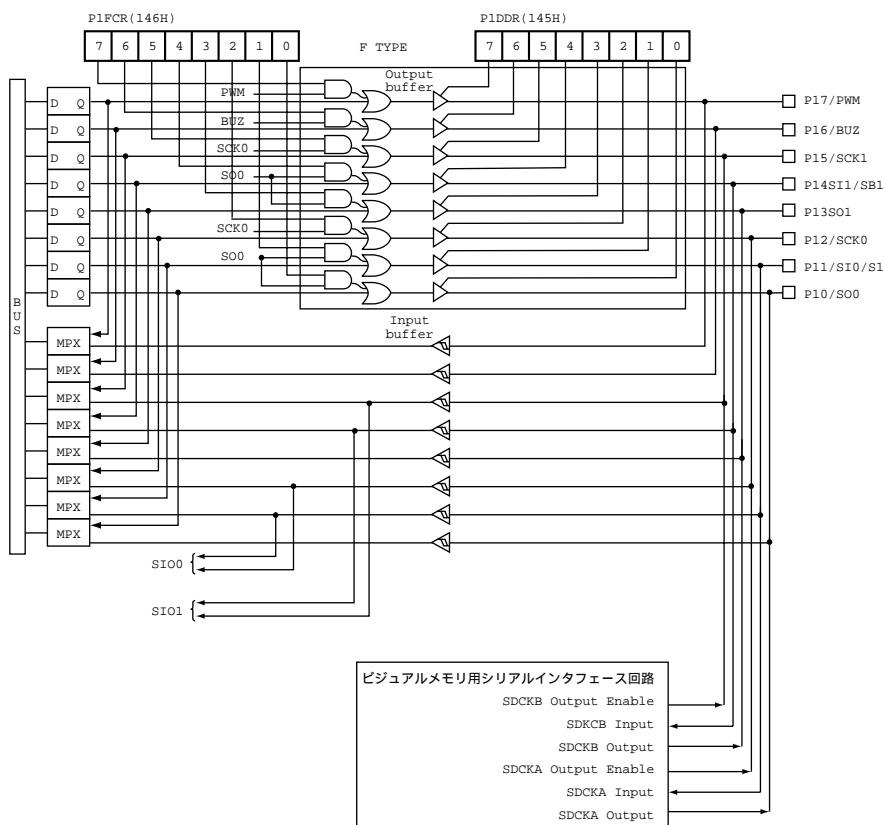 P1FCR(146H)
P1DDR(145H)
7 6 5 4 3 2 1 0
F TYPE
7 6 5 4 3 2 1 0
Output
buffer
PWM
BUZ
SCK0
SO0
SCK0
SO0
D Q
D Q
D Q
D Q
D Q
D Q
D Q
D Q
P17/PWM
P16/BUZ
P15/SCK1
P14SI1/SB1
P13SO1
P12/SCK0
P11/SI0/S1
P10/SO0
BUS
Input
buffer
MPX
MPX
MPX
MPX
MPX
MPX
MPX
MPX
SIO0
SIO1
ビジュアルメモリ用シリアルインタフェース回路
SDCKB Output Enable
SDKCB Input
SDCKB Output
SDCKA Output Enable
SDCKA Input
SDCKA Output